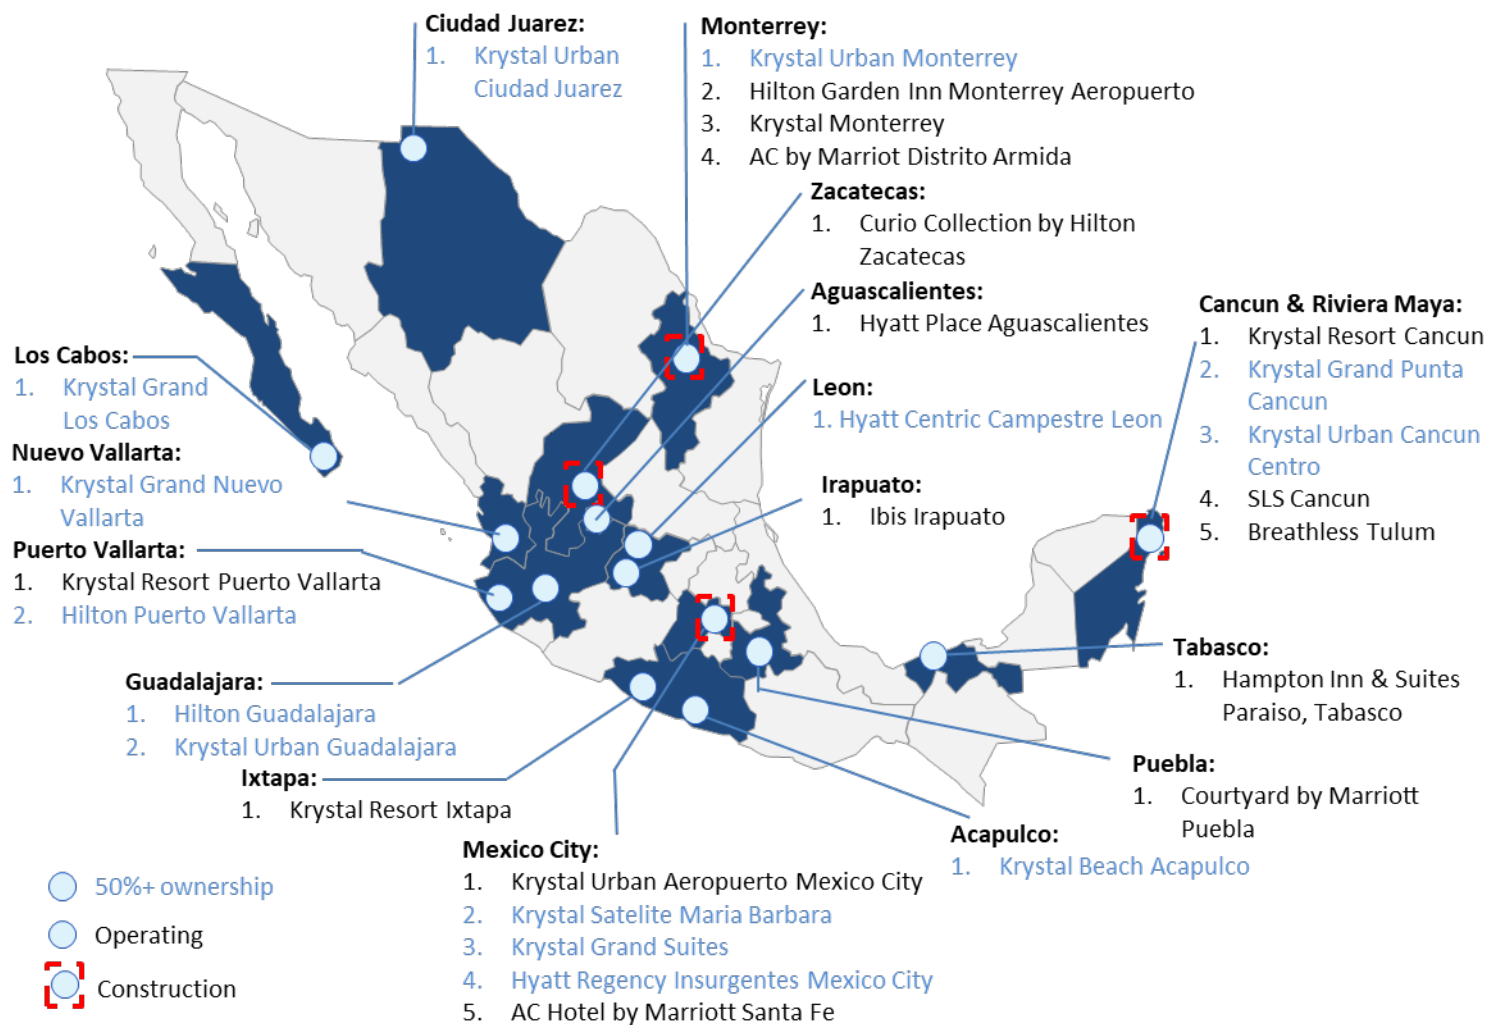 Ciudad Juarez:
1. Krystal Urban
Ciudad Juarez
Monterrey:
1. Krystal Urban Monterrey
2. Hilton Garden Inn Monterrey Aeropuerto
3. Krystal Monterrey
4. AC by Marriot Distrito Armida
Zacatecas:
1. Curio Collection by Hilton
Zacatecas
Aguascalientes:
1. Hyatt Place Aguascalientes
Leon:
1. Hyatt Centric Campestre Leon
Irapuato:
1. Ibis Irapuato
Cancun & Riviera Maya:
1. Krystal Resort Cancun
2. Krystal Grand Punta
Cancun
3. Krystal Urban Cancun
Centro
4. SLS Cancun
5. Breathless Tulum
Los Cabos:
1. Krystal Grand
Los Cabos
Nuevo Vallarta:
1. Krystal Grand Nuevo
Vallarta
Puerto Vallarta:
1. Krystal Resort Puerto Vallarta
2. Hilton Puerto Vallarta
Guadalajara:
1. Hilton Guadalajara
2. Krystal Urban Guadalajara
Ixtapa:
1. Krystal Resort Ixtapa
Tabasco:
1. Hampton Inn & Suites
Paraiso, Tabasco
Puebla:
1. Courtyard by Marriott
Puebla
Acapulco:
1. Krystal Beach Acapulco
Mexico City:
1. Krystal Urban Aeropuerto Mexico City
2. Krystal Satelite Maria Barbara
3. Krystal Grand Suites
4. Hyatt Regency Insurgentes Mexico City
5. AC Hotel by Marriott Santa Fe
50%+ ownership
Operating
Construction